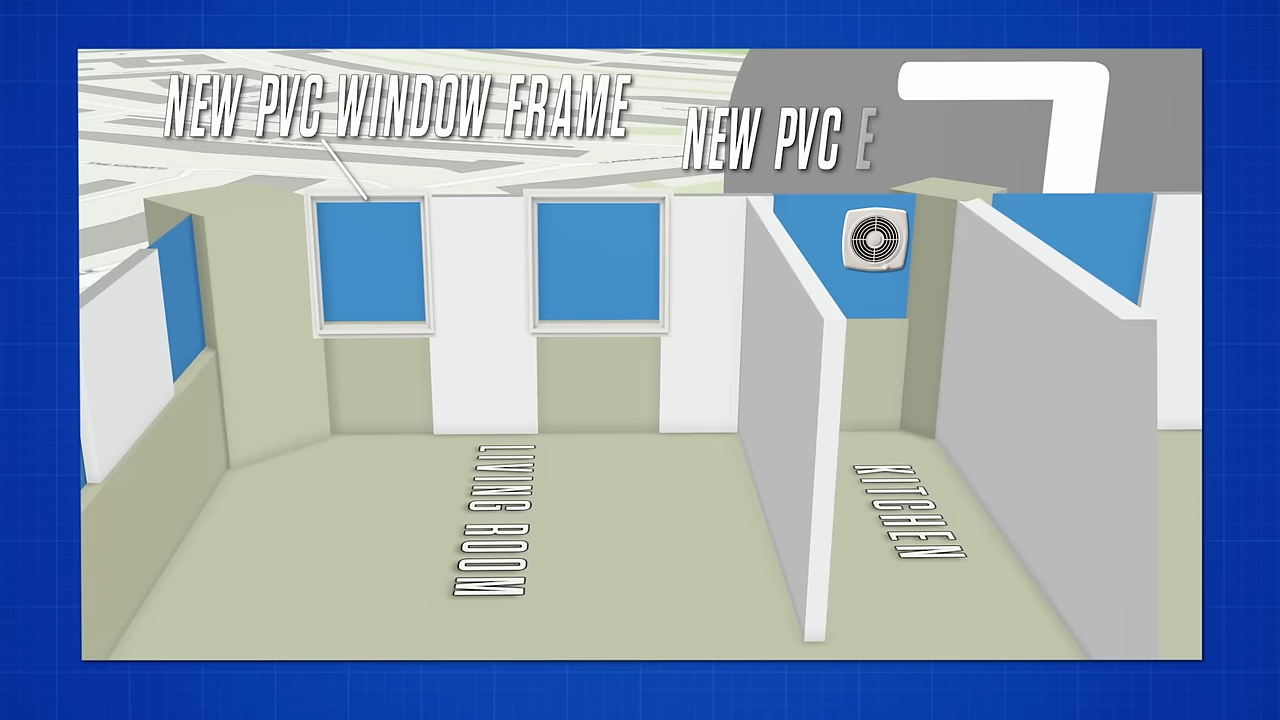 NEW PVC WINDOW FRAME
NEW PVC E
LIVING ROOM
KITCHEN